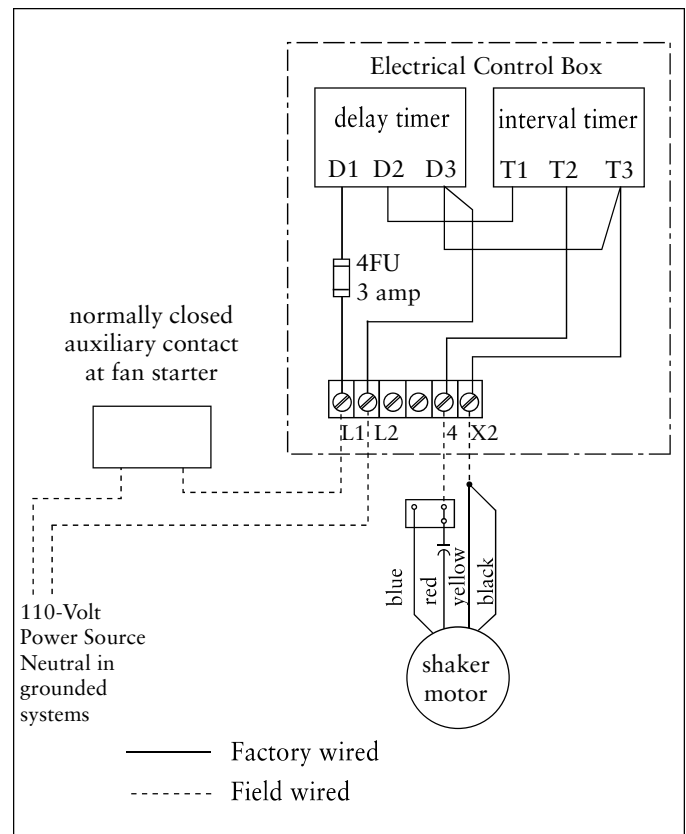 Electrical Control Box
delay timer
interval timer
D1 D2 D3
T1 T2 T3
4FU
3 amp
normally closed
auxiliary contact
at fan starter
L1 L2 4 X2
blue
red
yellow
black
110-Volt
Power Source
Neutral in
grounded
systems
shaker
motor
Factory wired
Field wired